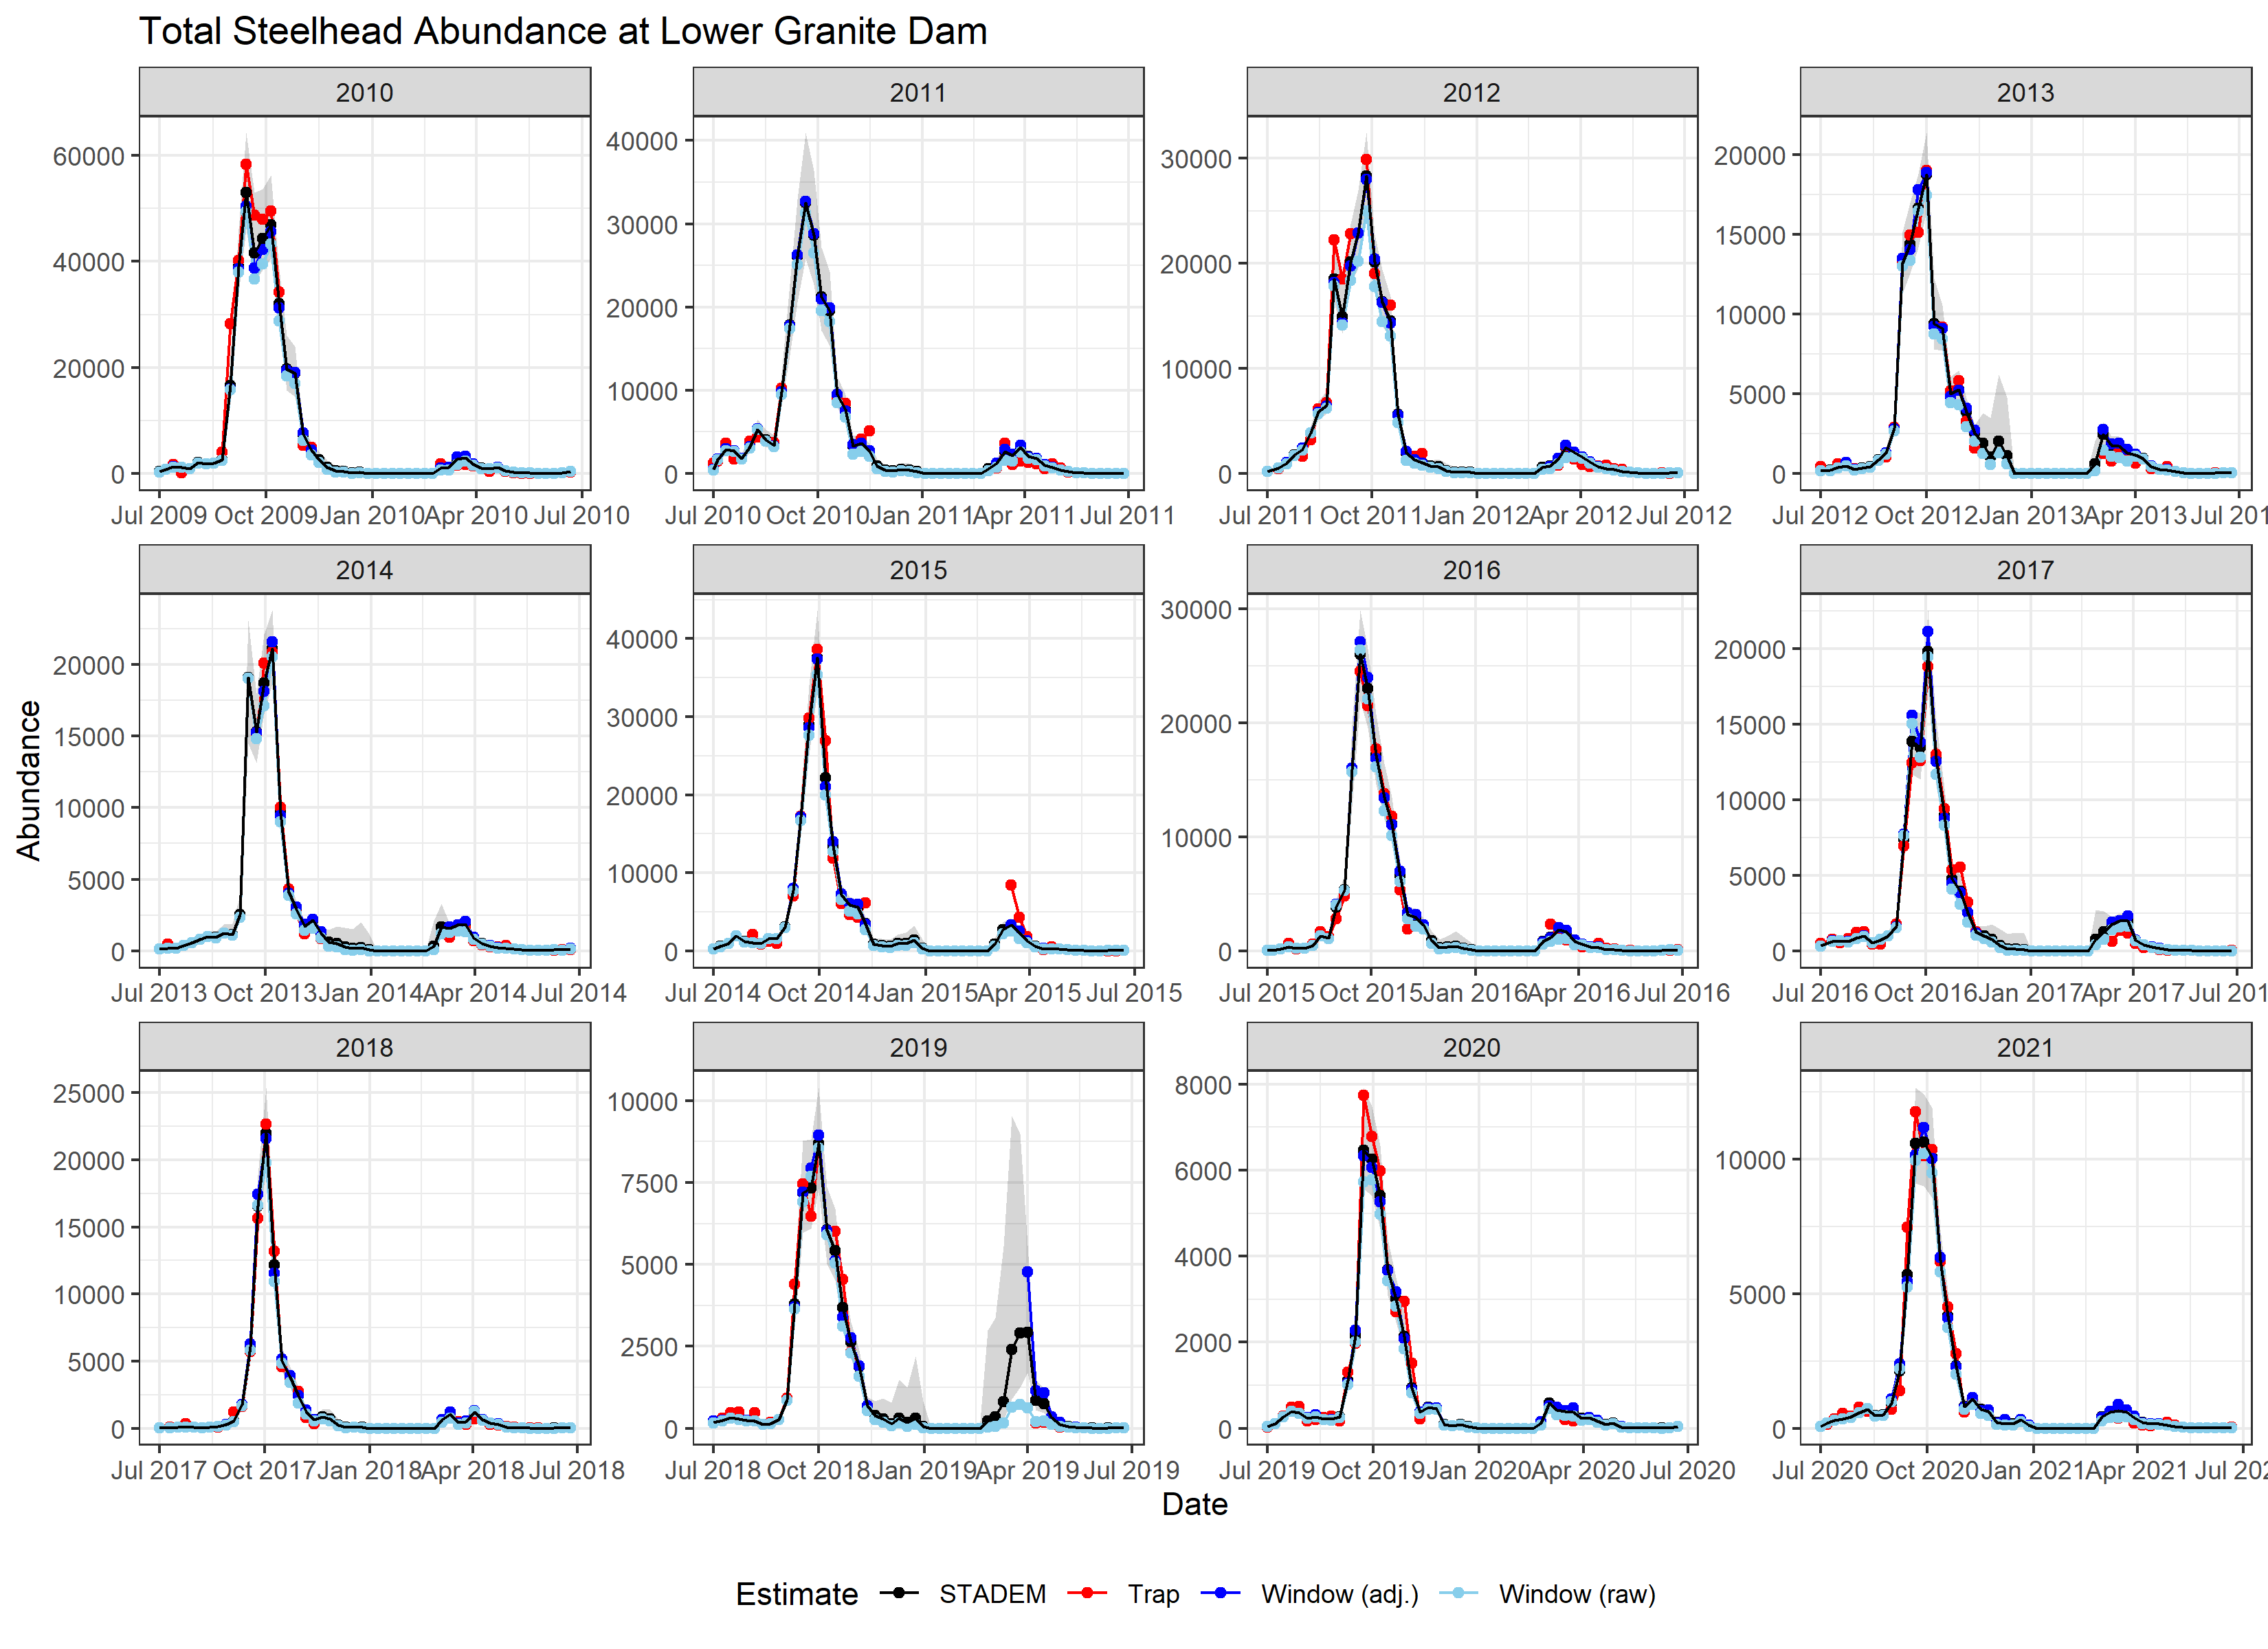 Total Steelhead Abundance at Lower Granite Dam
2010 2011 2012 2013
60000 40000 20000 0
40000 30000 20000 10000 0
30000 20000 10000 0
20000 15000 10000 5000 0
Jul 2009 Oct 2009 Jan 2010 Apr 2010 Jul 2010
Jul 2010 Oct 2010 Jan 2011 Apr 2011 Jul 2011
Jul 2011 Oct 2011 Jan 2012 Apr 2012 Jul 2012
Jul 2012 Oct 2012 Jan 2013 Apr 2013 Jul 201
2014 2015 2016 2017
20000 15000 10000 5000 0
40000 30000 20000 10000 0
30000 20000 10000 0
20000 15000 10000 5000 0
Jul 2013 Oct 2013 Jan 2014 Apr 2014 Jul 2014
Jul 2014 Oct 2014 Jan 2015 Apr 2015 Jul 2015
Jul 2015 Oct 2015 Jan 2016 Apr 2016 Jul 2016
Jul 2016 Oct 2016 Jan 2017 Apr 2017 Jul 201
Abundance
2018 2019 2020 2021
25000 20000 15000 10000 5000 0
10000 7500 5000 2500 0
8000 6000 4000 2000 0
10000 5000 0
Jul 2017 Oct 2017 Jan 2018 Apr 2018 Jul 2018
Jul 2018 Oct 2018 Jan 2019 Apr 2019 Jul 2019
Jul 2019 Oct 2019 Jan 2020 Apr 2020 Jul 2020
Jul 2020 Oct 2020 Jan 2021 Apr 2021 Jul 202
Date
Estimate STADEM Trap Window (adj.) Window (raw)